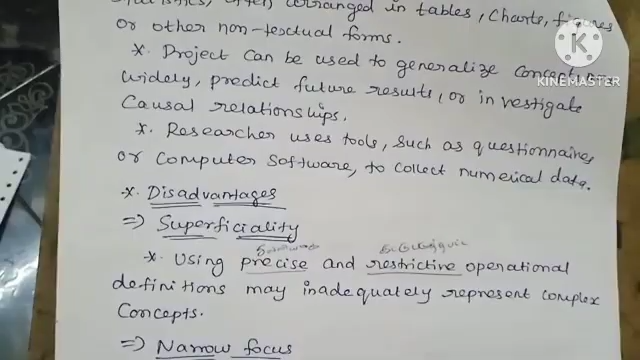 statistics, often arranged in tables, charts, figures
or other non-textual forms.
* Project can be used to generalize concepts
widely, predict future results, or investigate
causal relationships.
* Researcher uses tools, such as questionnaires
or computer software, to collect numerical data.
* Disadvantages
⇒ Superficiality
* Using precise and restrictive operational
definitions may inadequately represent complex
concepts.
⇒ Narrow focus
KINEMASTER